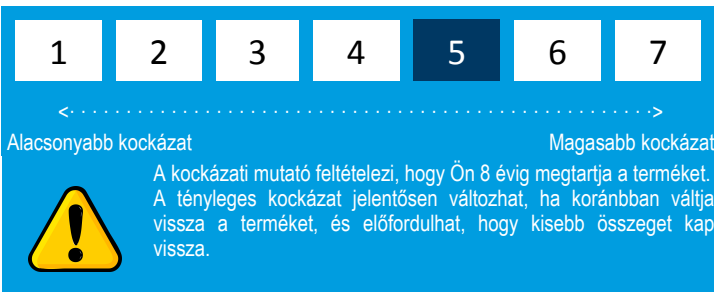 1 2 3 4 5 6 7
Alacsonyabb kockázat Magasabb kockázat
A kockázati mutató feltételezi, hogy Ön 8 évig megtartja a terméket.
A tényleges kockázat jelentősen változhat, ha koránbban váltja
vissza a terméket, és előfordulhat, hogy kisebb összeget kap
vissza.